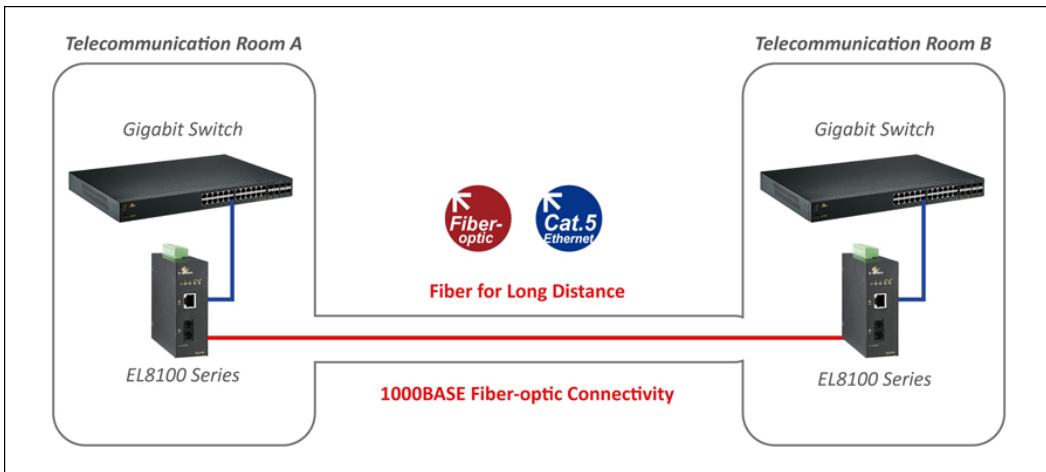 Telecommunication Room A
Telecommunication Room B
Gigabit Switch
Gigabit Switch
Fiber-
optic
Cat.5
Ethernet
Fiber for Long Distance
EL8100 Series
EL8100 Series
1000BASE Fiber-optic Connectivity